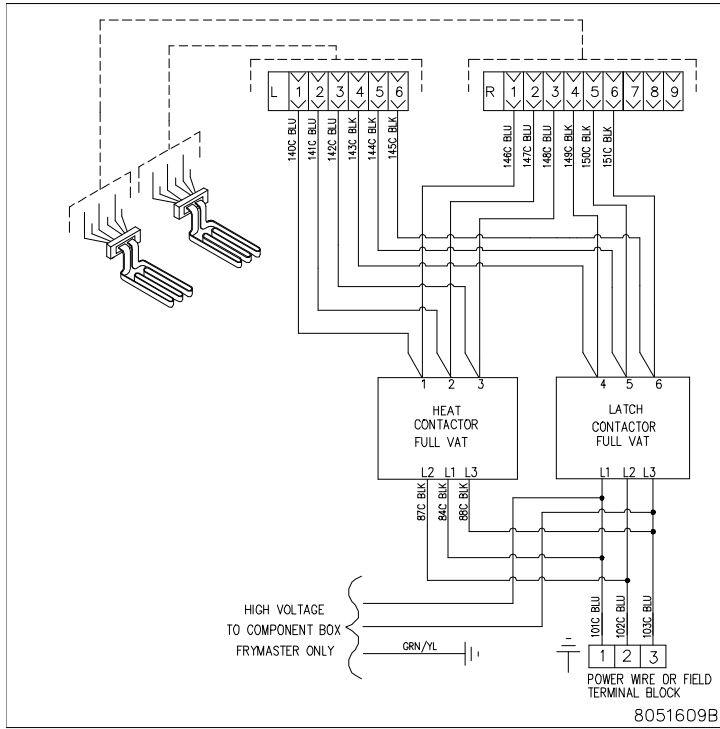 L 1 2 3 4 5 6
R 1 2 3 4 5 6 7 8 9
140C BLU
141C BLU
142C BLU
143C BLK
144C BLK
145C BLK
146C BLU
147C BLU
148C BLU
149C BLK
150C BLK
151C BLK
1 2 3
HEAT
CONTACTOR
FULL VAT
L2 L1 L3
4 5 6
LATCH
CONTACTOR
FULL VAT
L1 L2 L3
87C BLK
84C BLK
88C BLK
HIGH VOLTAGE
TO COMPONENT BOX
FRYMASTER ONLY
GRN/YL
101C BLU
102C BLU
103C BLU
1 2 3
POWER WIRE OR FIELD
TERMINAL BLOCK
8051609B